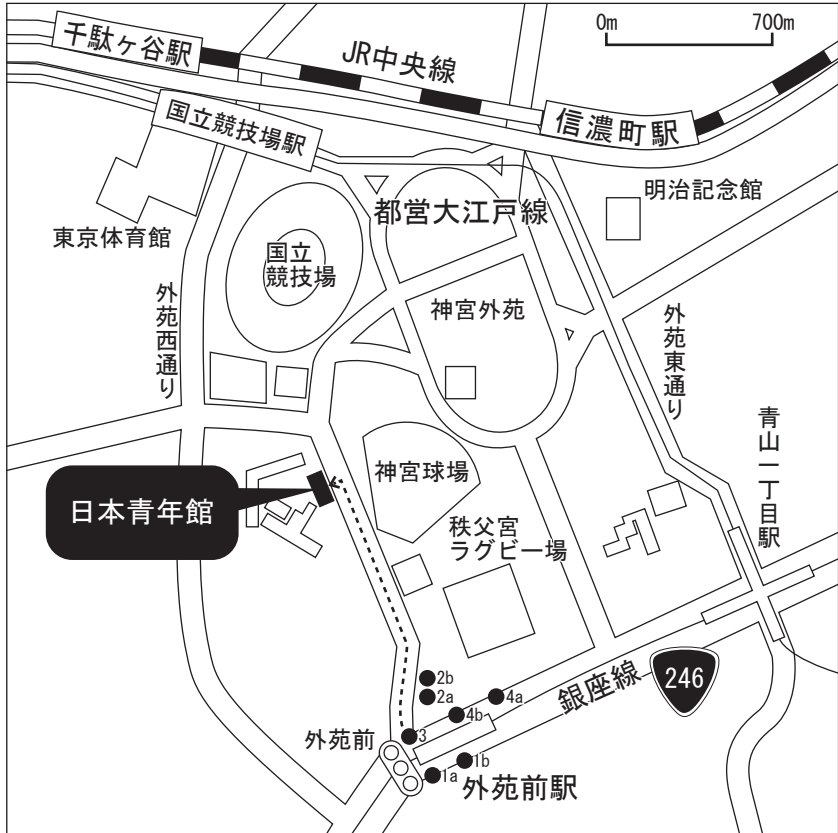 0m 700m
千駄ヶ谷駅
JR中央線
信濃町駅
国立競技場駅
明治記念館
都営大江戸線
東京体育館
国立
競技場
神宮外苑
外苑西通り
外苑東通り
青山一丁目駅
神宮球場
日本青年館
秩父宮
ラグビー場
2b
2a
4a
4b
銀座線
246
外苑前
3
1b
1a
外苑前駅